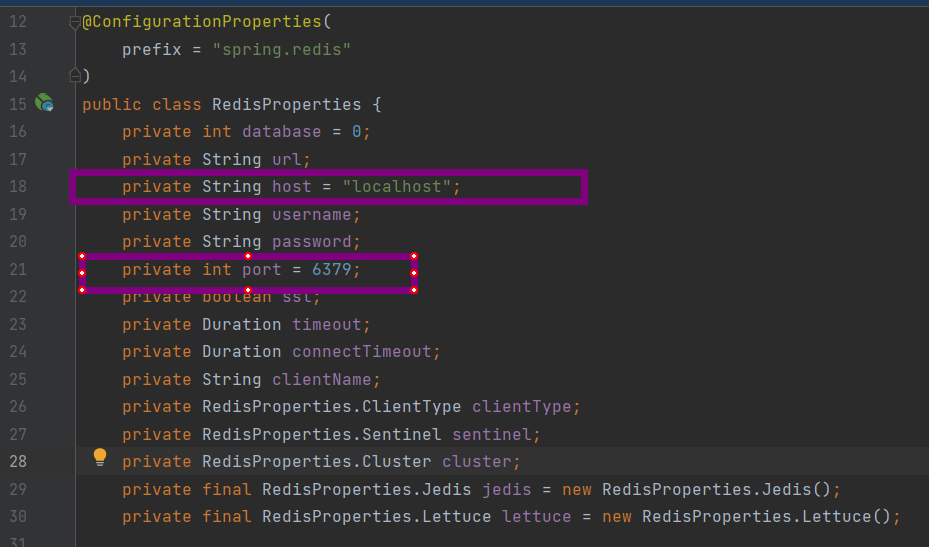 12 @ConfigurationProperties(
13 prefix = "spring.redis"
14 )
15 public class RedisProperties {
16 private int database = 0;
17 private String url;
18 private String host = "localhost";
19 private String username;
20 private String password;
21 private int port = 6379;
22 private boolean ssl;
23 private Duration timeout;
24 private Duration connectTimeout;
25 private String clientName;
26 private RedisProperties.ClientType clientType;
27 private RedisProperties.Sentinel sentinel;
28 private RedisProperties.Cluster cluster;
29 private final RedisProperties.Jedis jedis = new RedisProperties.Jedis();
30 private final RedisProperties.Lettuce lettuce = new RedisProperties.Lettuce();
31